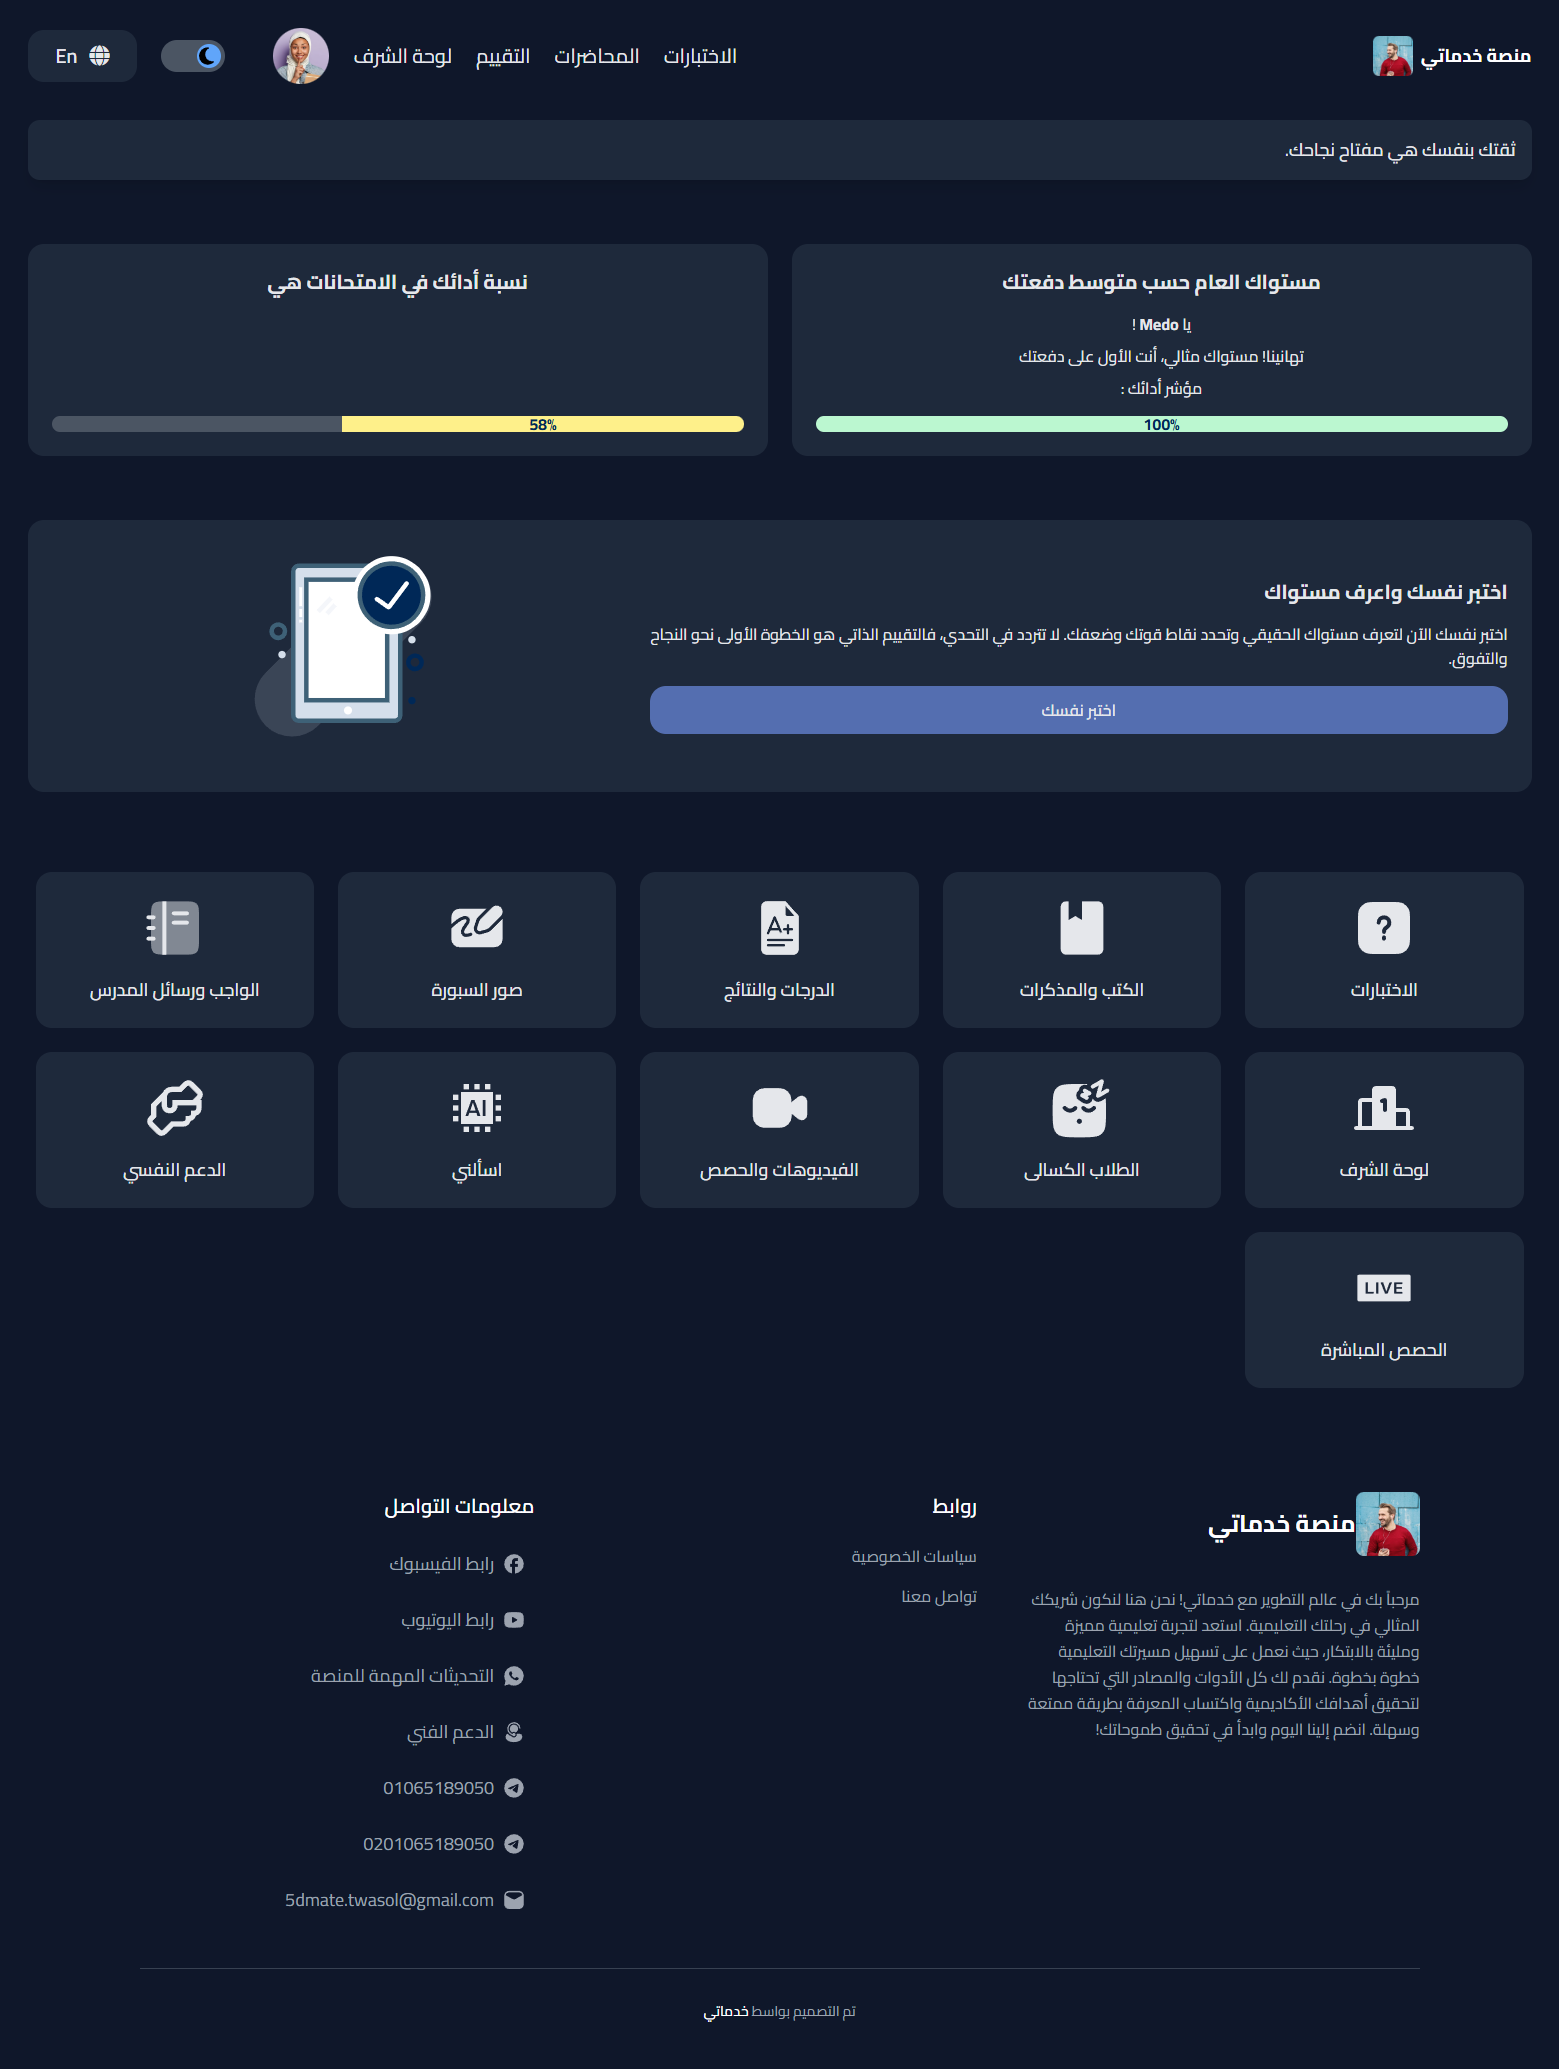 منصة خدماتي
الاختبارات
المحاضرات
التقييم
لوحة الشرف
En
ثقتك بنفسك هي مفتاح نجاحك.
مستواك العام حسب متوسط دفعتك
يا Medo !
تهانينا! مستواك مثالي، أنت الأول على دفعتك
مؤشر أدائك :
100%
نسبة أدائك في الامتحانات هي
58%
اختبر نفسك واعرف مستواك
اختبر نفسك الآن لتعرف مستواك الحقيقي وتحدد نقاط قوتك وضعفك. لا تتردد في التحدي، فالتقييم الذاتي هو الخطوة الأولى نحو النجاح
والتفوق.
اختبر نفسك
الاختبارات
الكتب والمذكرات
A+
الدرجات والنتائج
صور السبورة
الواجب ورسائل المدرس
1
لوحة الشرف
الطلاب الكسالى
الفيديوهات والحصص
AI
اسألني
الدعم النفسي
LIVE
الحصص المباشرة
منصة خدماتي
مرحباً بك في عالم التطوير مع خدماتي! نحن هنا لنكون شريكك
المثالي في رحلتك التعليمية. استعد لتجربة تعليمية مميزة
ومليئة بالابتكار، حيث نعمل على تسهيل مسيرتك التعليمية
خطوة بخطوة. نقدم لك كل الأدوات والمصادر التي تحتاجها
لتحقيق أهدافك الأكاديمية واكتساب المعرفة بطريقة ممتعة
وسهلة. انضم إلينا اليوم وابدأ في تحقيق طموحاتك!
روابط
سياسات الخصوصية
تواصل معنا
معلومات التواصل
رابط الفيسبوك
رابط اليوتيوب
التحديثات المهمة للمنصة
الدعم الفني
01065189050
0201065189050
5dmate.twasol@gmail.com
تم التصميم بواسط خدماتي